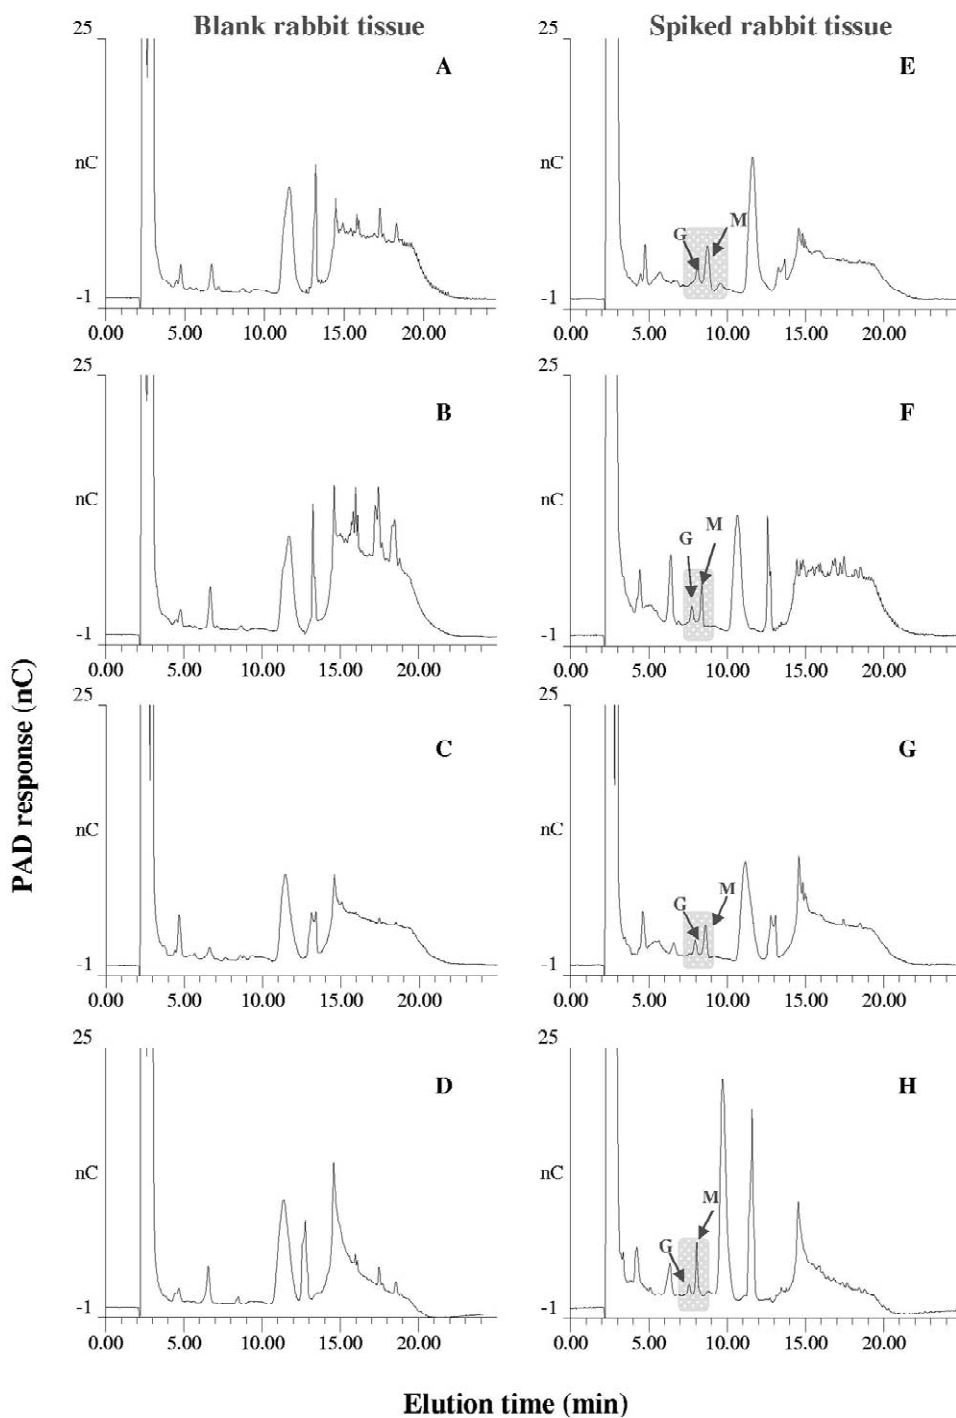 Blank rabbit tissue
Spiked rabbit tissue
25
A
nC
-1
0.00 5.00 10.00 15.00 20.00
25
E
G
M
nC
-1
0.00 5.00 10.00 15.00 20.00
25
B
nC
-1
0.00 5.00 10.00 15.00 20.00
25
F
G
M
nC
-1
0.00 5.00 10.00 15.00 20.00
PAD response (nC)
25
C
nC
-1
0.00 5.00 10.00 15.00 20.00
25
G
G
M
nC
-1
0.00 5.00 10.00 15.00 20.00
25
D
nC
-1
0.00 5.00 10.00 15.00 20.00
25
H
nC
M
G
-1
0.00 5.00 10.00 15.00 20.00
Elution time (min)